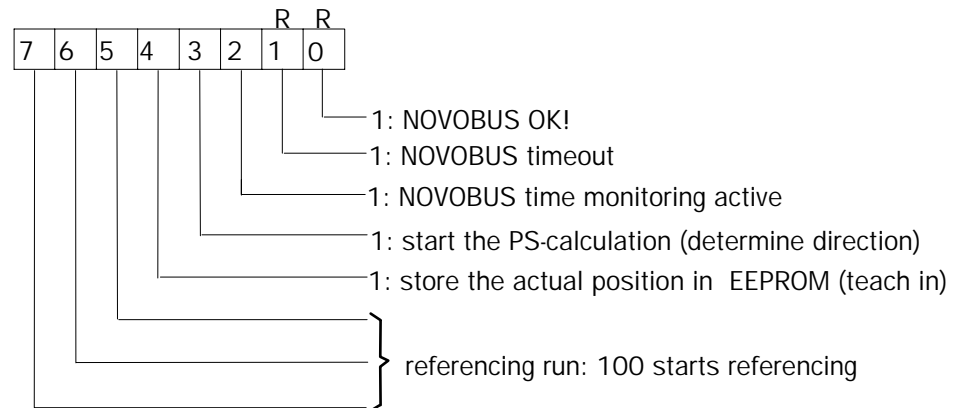 R R
7 6 5 4 3 2 1 0
1: NOVOBUS OK!
1: NOVOBUS timeout
1: NOVOBUS time monitoring active
1: start the PS-calculation (determine direction)
1: store the actual position in EEPROM (teach in)
referencing run: 100 starts referencing